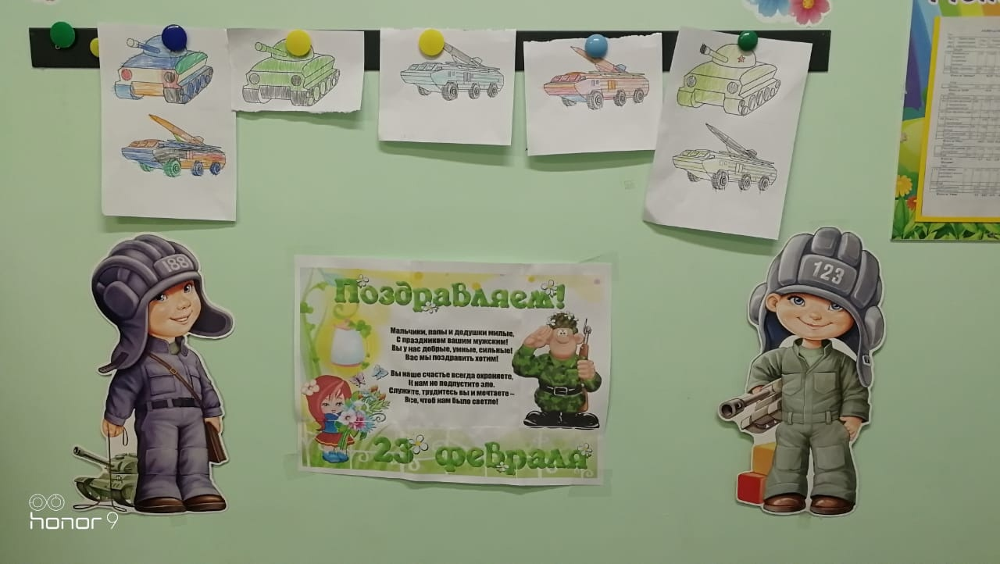 188
123
Поздравляем!
Мальчики, папы и дедушки милые,
С праздником вашим мужским!
Вы у нас добрые, умные, сильные!
Вас мы поздравить хотим!
Вы наше счастье всегда охраняете,
К нам не подпустите зло.
Служите, трудитесь вы и мечтаете –
Все, чтоб нам было светло!
23 февраля
honor 9